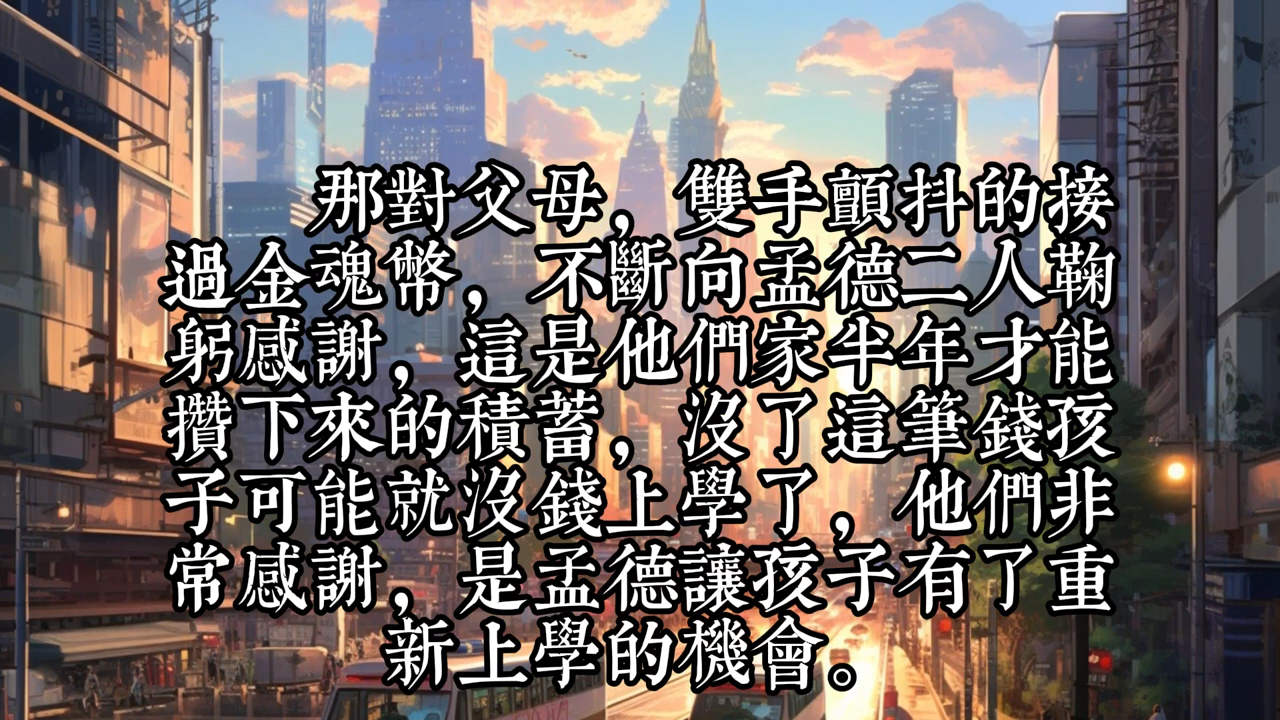 那對父母，雙手顫抖的接
過金魂幣，不斷向孟德二人鞠
躬感謝，這是他們家半年才能
攢下來的積蓄，沒了這筆錢孩
子可能就沒錢上學了，他們非
常感謝，是孟德讓孩子有了重
新上學的機會。